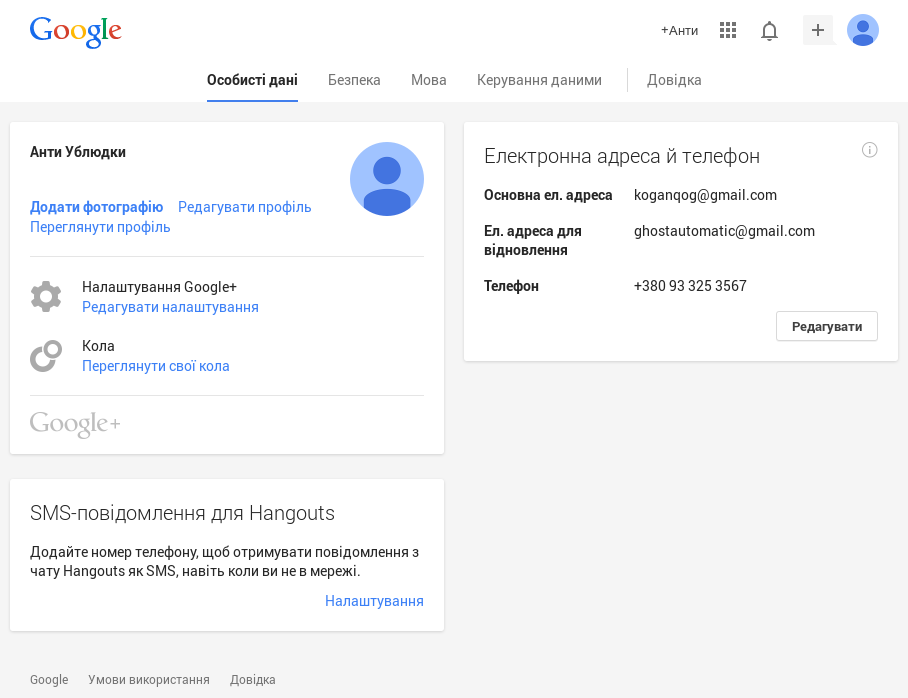 Google
+Анти
Особисті дані
Безпека
Мова
Керування даними
Довідка
Анти Ублюдки
Додати фотографію
Редагувати профіль
Переглянути профіль
Налаштування Google+
Редагувати налаштування
Кола
Переглянути свої кола
Google+
SMS-повідомлення для Hangouts
Додайте номер телефону, щоб отримувати повідомлення з
чату Hangouts як SMS, навіть коли ви не в мережі.
Налаштування
Електронна адреса й телефон
Основна ел. адреса
koganqog@gmail.com
Ел. адреса для
відновлення
ghostautomatic@gmail.com
Телефон
+380 93 325 3567
Редагувати
Google
Умови використання
Довідка